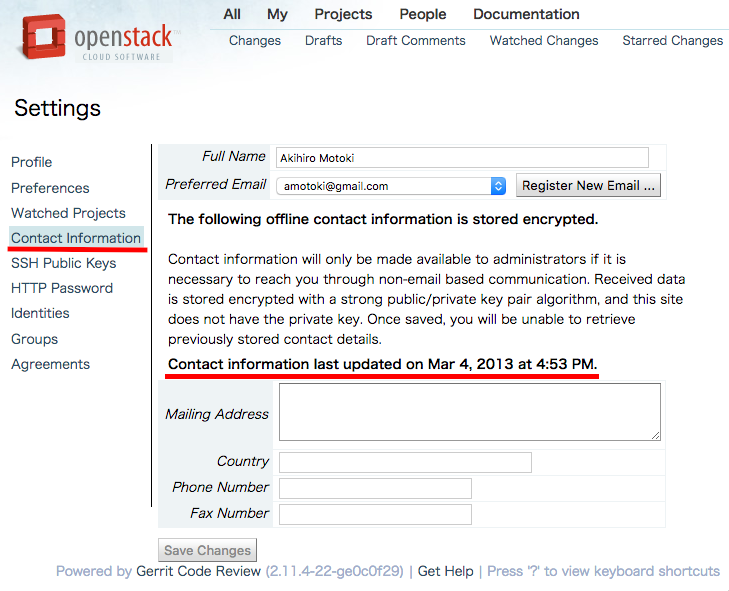 openstack
CLOUD SOFTWARE
All My Projects People Documentation
Changes Drafts Draft Comments Watched Changes Starred Changes
Settings
Profile
Preferences
Watched Projects
Contact Information
SSH Public Keys
HTTP Password
Identities
Groups
Agreements
Full Name Akihiro Motoki
Preferred Email amotoki@gmail.com Register New Email ...
The following offline contact information is stored encrypted.
Contact information will only be made available to administrators if it is
necessary to reach you through non-email based communication. Received data
is stored encrypted with a strong public/private key pair algorithm, and this site
does not have the private key. Once saved, you will be unable to retrieve
previously stored contact details.
Contact information last updated on Mar 4, 2013 at 4:53 PM.
Mailing Address
Country
Phone Number
Fax Number
Save Changes
Powered by Gerrit Code Review (2.11.4-22-ge0c0f29) | Get Help | Press '?' to view keyboard shortcuts